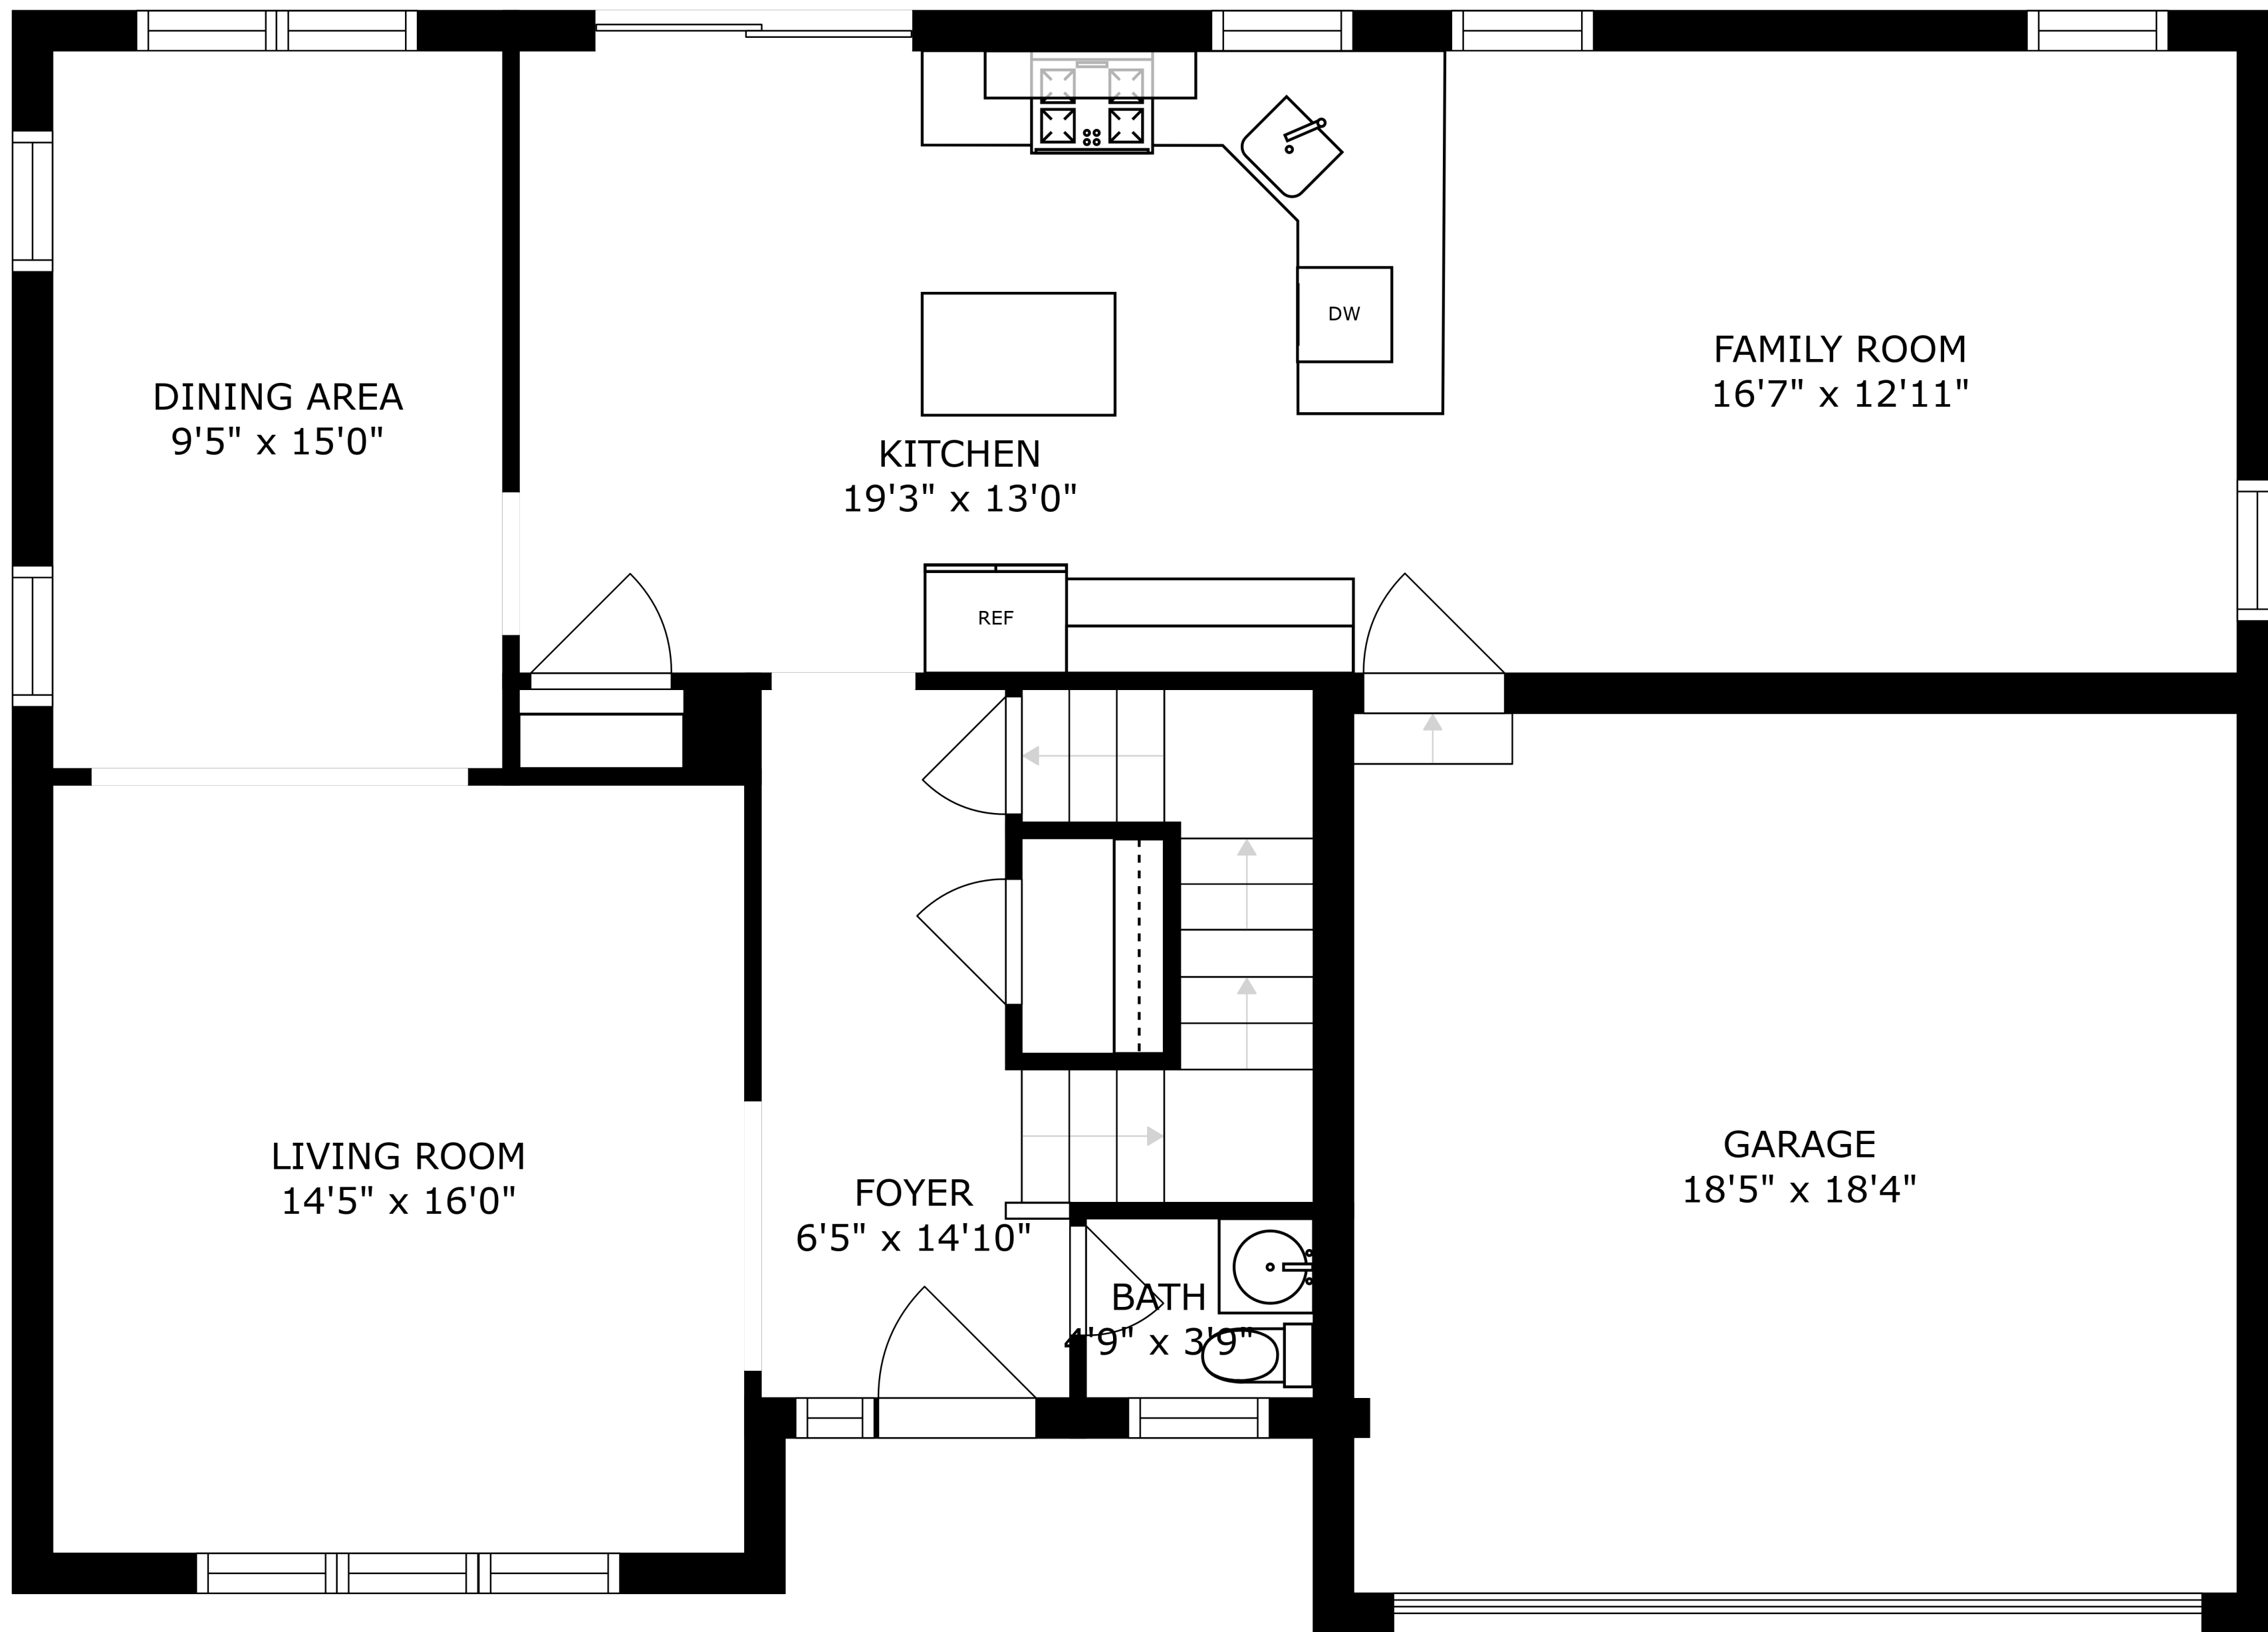 DW
FAMILY ROOM
16'7" x 12'11"
DINING AREA
9'5" x 15'0"
KITCHEN
19'3" x 13'0"
REF
LIVING ROOM
14'5" x 16'0"
FOYER
6'5" x 14'10"
GARAGE
18'5" x 18'4"
BATH
4'9" x 3'9"